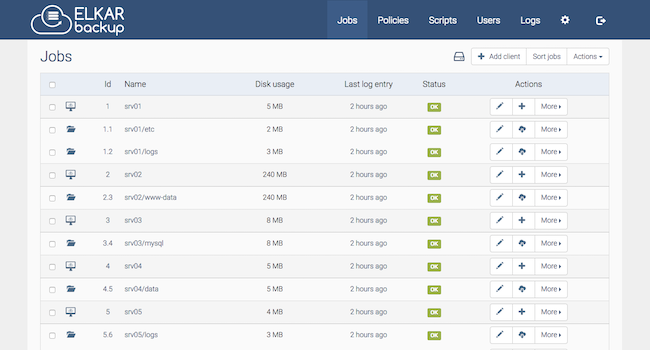 ELKAR
backup
Jobs Policies Scripts Users Logs
Jobs
Add client Sort jobs Actions
Id Name Disk usage Last log entry Status Actions
1 srv01 5 MB 2 hours ago OK More
1.1 srv01/etc 2 MB 2 hours ago OK More
1.2 srv01/logs 3 MB 2 hours ago OK More
2 srv02 240 MB 2 hours ago OK More
2.3 srv02/www-data 240 MB 2 hours ago OK More
3 srv03 8 MB 2 hours ago OK More
3.4 srv03/mysql 8 MB 2 hours ago OK More
4 srv04 5 MB 2 hours ago OK More
4.5 srv04/data 5 MB 2 hours ago OK More
5 srv05 4 MB 2 hours ago OK More
5.6 srv05/logs 3 MB 2 hours ago OK More